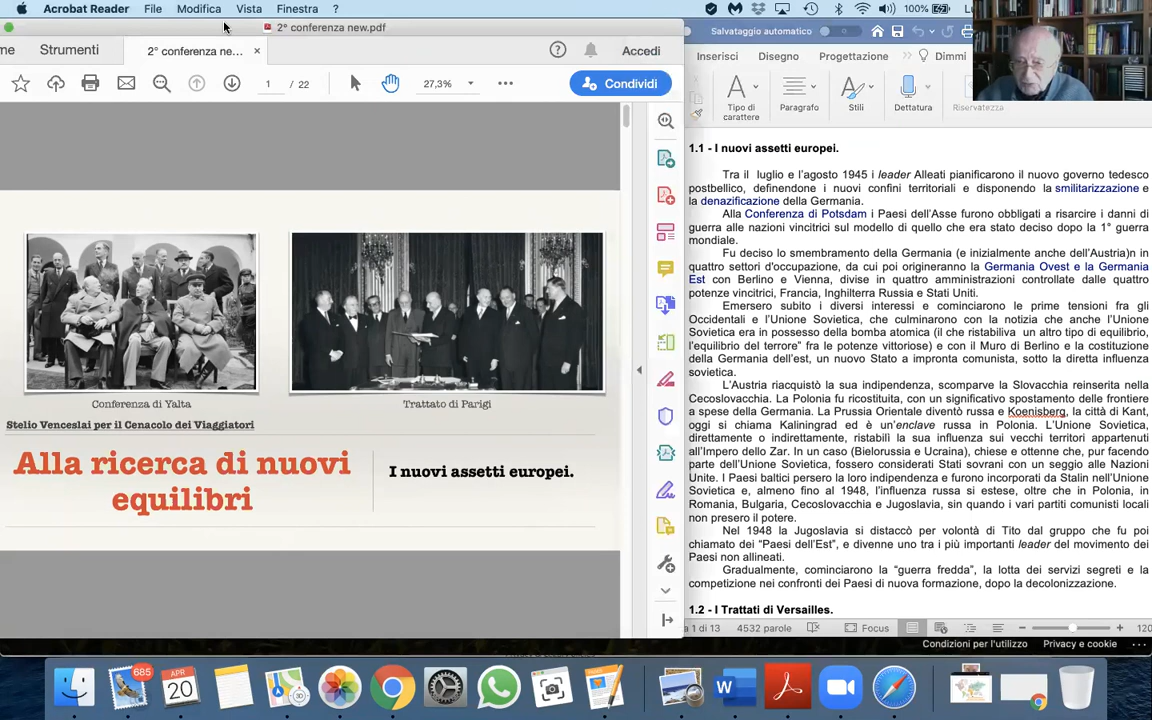 Acrobat Reader File Modifica Vista Finestra ?
100%
2° conferenza new.pdf
Strumenti
2° conferenza ne...
×
?
Accedi
1 / 22
27,3%
Condividi
Conferenza di Yalta
Trattato di Parigi
Stelio Venceslai per il Cenacolo dei Viaggiatori
Alla ricerca di nuovi
equilibri
I nuovi assetti europei.
Salvataggio automatico
Inserisci Disegno Progettazione Dimmi
Tipo di
carattere
Paragrafo
Stili
Dettatura
Riservatezza
1.1 - I nuovi assetti europei.
Tra il luglio e l'agosto 1945 i leader Alleati pianificarono il nuovo governo tedesco
postbellico, definendone i nuovi confini territoriali e disponendo la smilitarizzazione e
la denazificazione della Germania.
Alla Conferenza di Potsdam i Paesi dell'Asse furono obbligati a risarcire i danni di
guerra alle nazioni vincitrici sul modello di quello che era stato deciso dopo la 1° guerra
mondiale.
Fu deciso lo smembramento della Germania (e inizialmente anche dell'Austria)n in
quattro settori d'occupazione, da cui poi origineranno la Germania Ovest e la Germania
Est con Berlino e Vienna, divise in quattro amministrazioni controllate dalle quattro
potenze vincitrici, Francia, Inghilterra Russia e Stati Uniti.
Emersero subito i diversi interessi e cominciarono le prime tensioni fra gli
Occidentali e l'Unione Sovietica, che culminarono con la notizia che anche l'Unione
Sovietica era in possesso della bomba atomica (il che ristabiliva un altro tipo di equilibrio,
l'equilibrio del terrore" fra le potenze vittoriose) e con il Muro di Berlino e la costituzione
della Germania dell'est, un nuovo Stato a impronta comunista, sotto la diretta influenza
sovietica.
L'Austria riacquistò la sua indipendenza, scomparve la Slovacchia reinserita nella
Cecoslovacchia. La Polonia fu ricostituita, con un significativo spostamento delle frontiere
a spese della Germania. La Prussia Orientale diventò russa e Koenisberg, la città di Kant,
oggi si chiama Kaliningrad ed è un'enclave russa in Polonia. L'Unione Sovietica,
direttamente o indirettamente, ristabilì la sua influenza sui vecchi territori appartenuti
all'Impero dello Zar. In un caso (Bielorussia e Ucraina), chiese e ottenne che, pur facendo
parte dell'Unione Sovietica, fossero considerati Stati sovrani con un seggio alle Nazioni
Unite. I Paesi baltici persero la loro indipendenza e furono incorporati da Stalin nell'Unione
Sovietica e, almeno fino al 1948, l'influenza russa si estese, oltre che in Polonia, in
Romania, Bulgaria, Cecoslovacchia e Jugoslavia, sin quando i vari partiti comunisti locali
non presero il potere.
Nel 1948 la Jugoslavia si distaccò per volontà di Tito dal gruppo che fu poi
chiamato dei "Paesi dell'Est", e divenne uno tra i più importanti leader del movimento dei
Paesi non allineati.
Gradualmente, cominciarono la "guerra fredda", la lotta dei servizi segreti e la
competizione nei confronti dei Paesi di nuova formazione, dopo la decolonizzazione.
1.2 - I Trattati di Versailles.
1 di 13 4532 parole Focus 120
Condizioni per l'utilizzo Privacy e cookie
685
APR
20